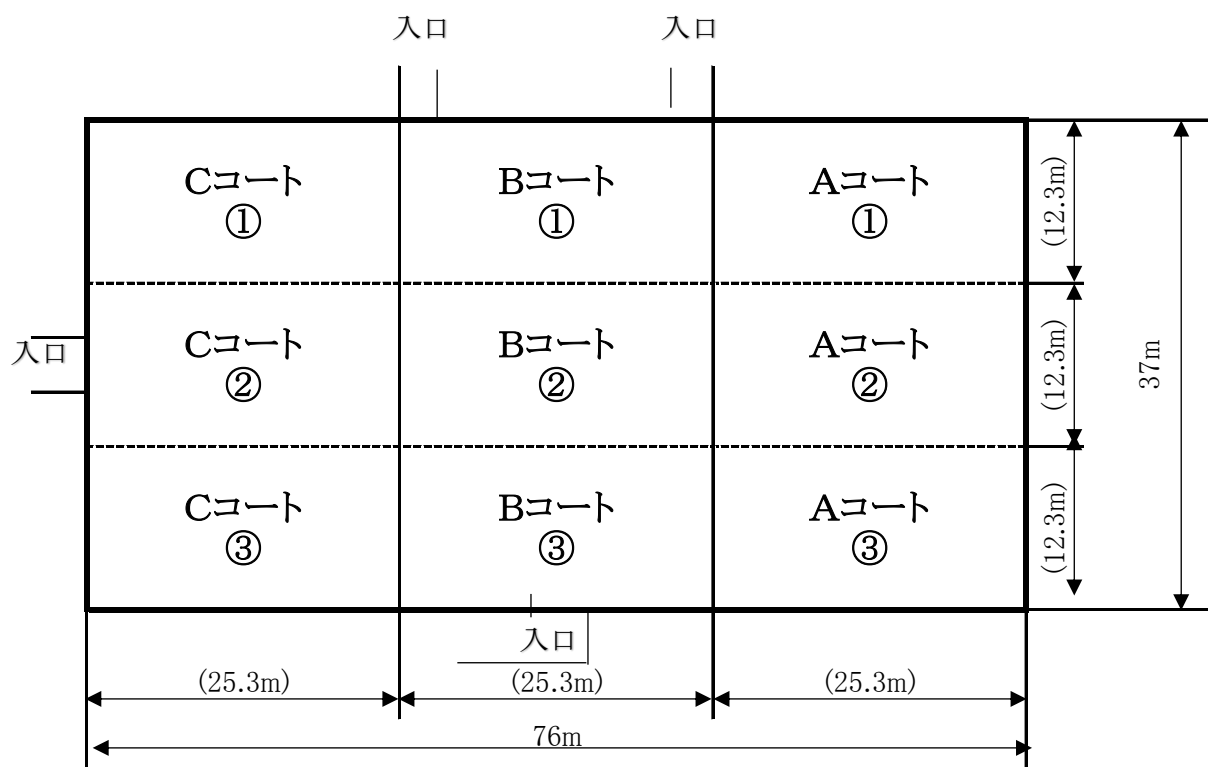 入口
入口
Cコート
①
Bコート
①
Aコート
①
(12.3m)
Cコート
②
Bコート
②
Aコート
②
(12.3m)
37m
入口
Cコート
③
Bコート
③
Aコート
③
(12.3m)
入口
(25.3m)
(25.3m)
(25.3m)
76m